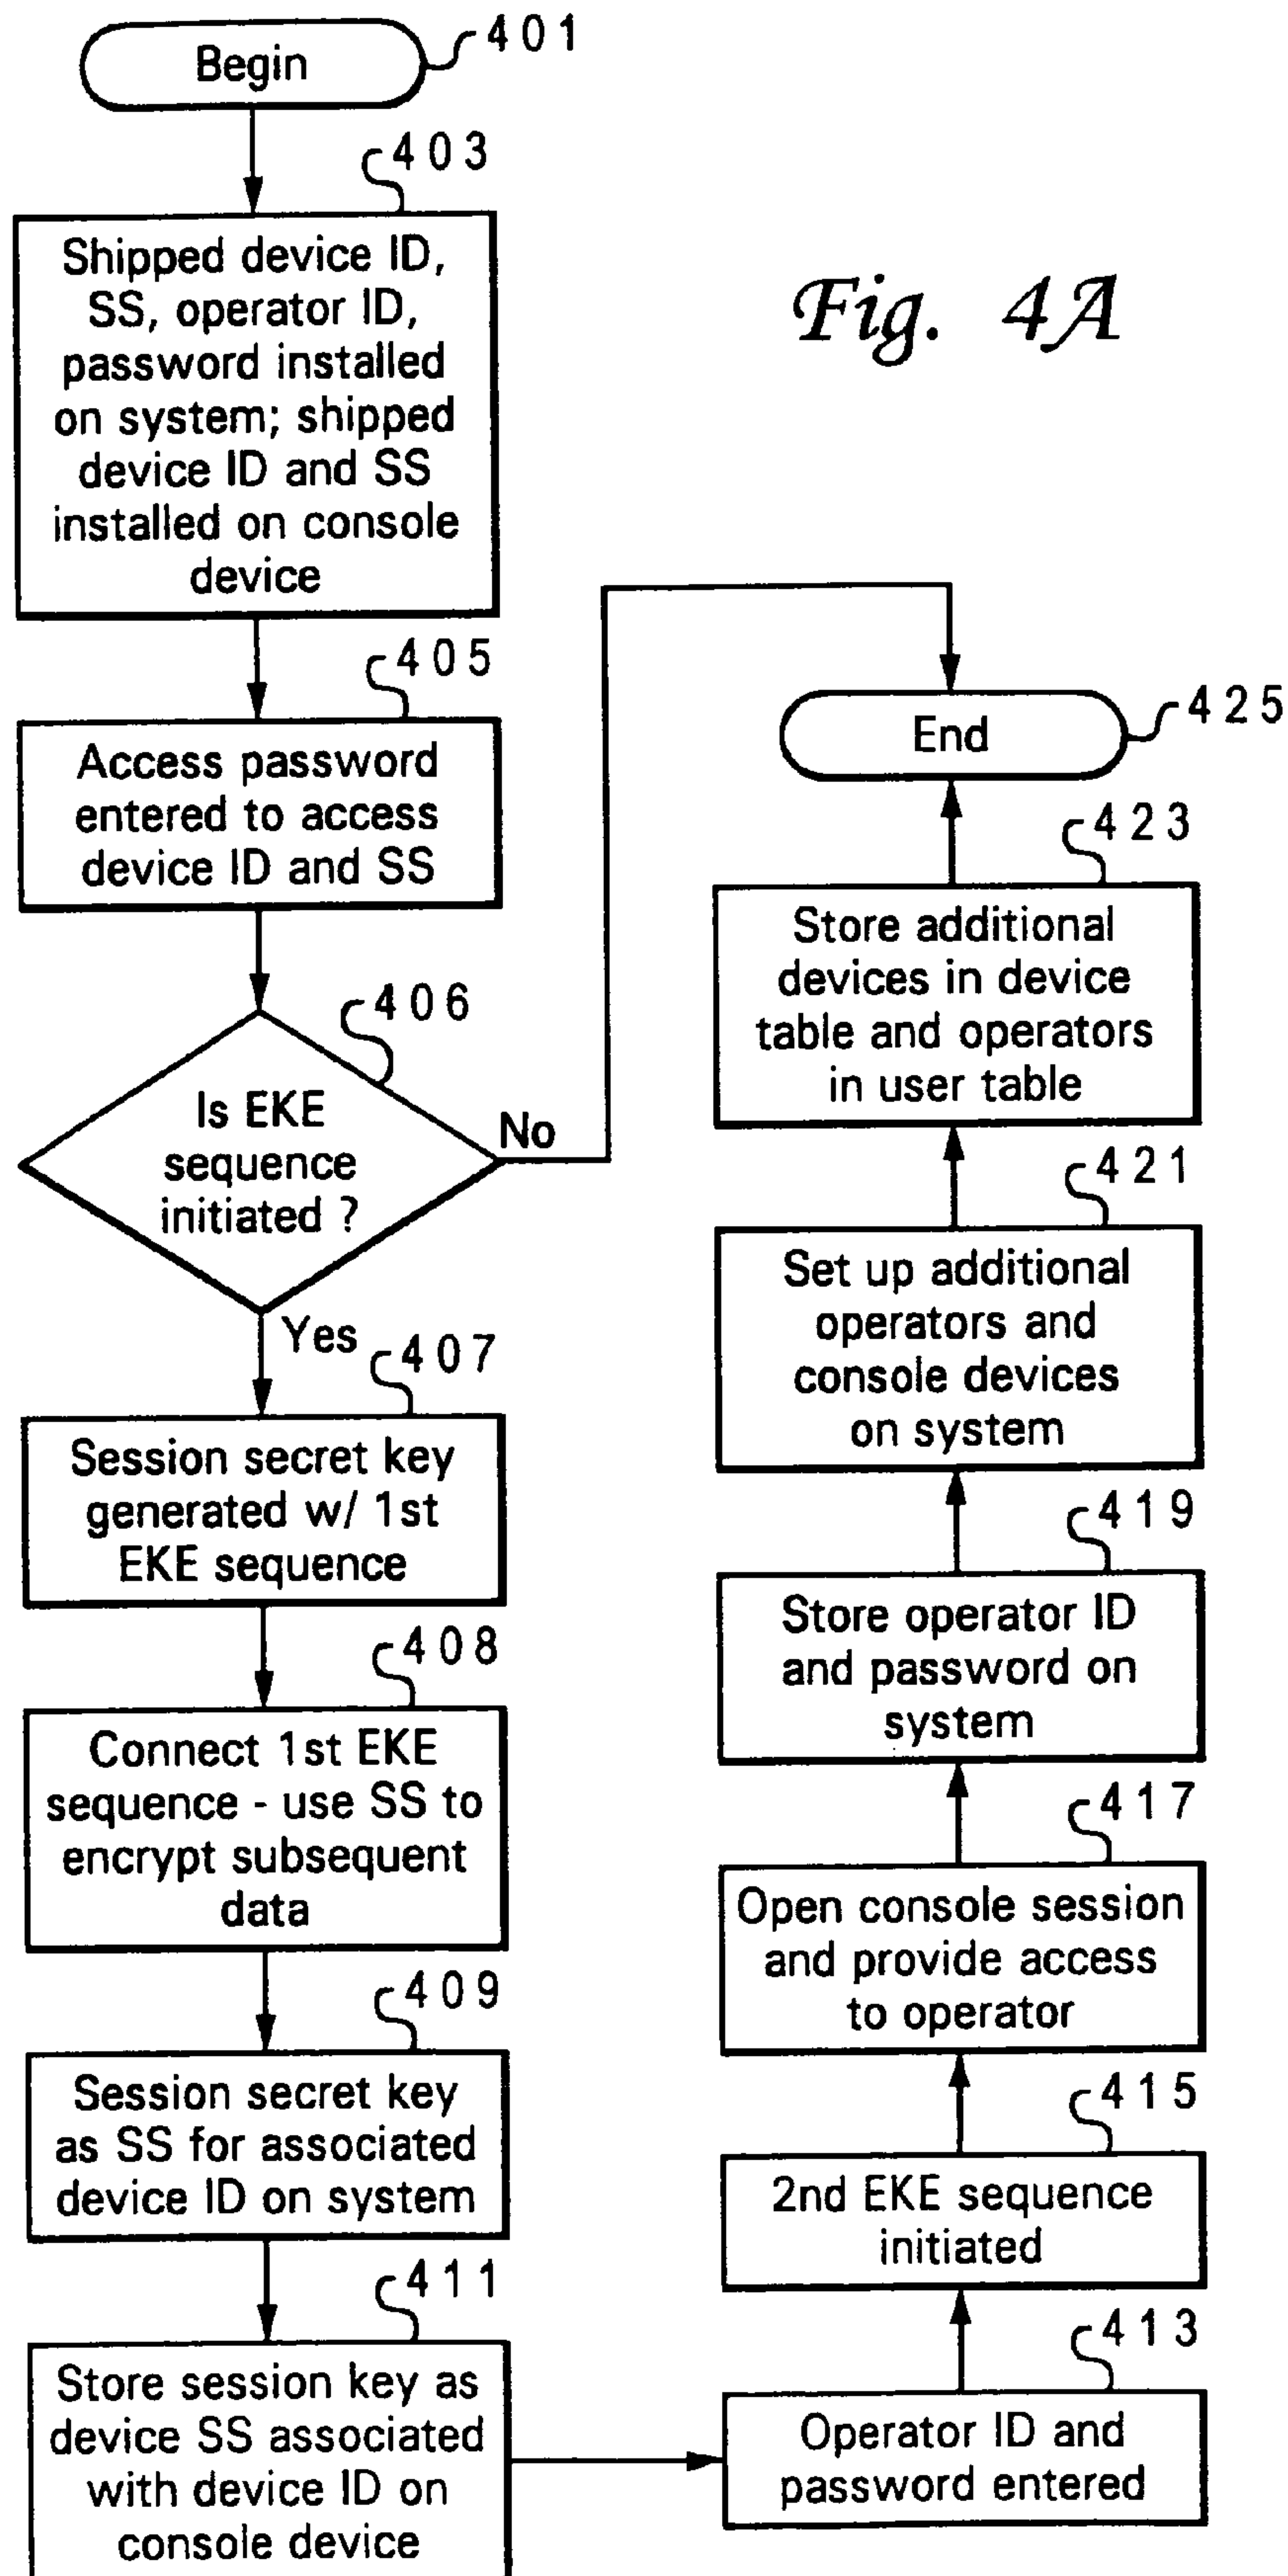 Begin
401
403
Shipped device ID,
SS, operator ID,
password installed
on system; shipped
device ID and SS
installed on console
device
Fig. 4A
405
Access password
entered to access
device ID and SS
406
Is EKE
sequence
initiated ?
No
Yes
407
Session secret key
generated w/ 1st
EKE sequence
408
Connect 1st EKE
sequence - use SS to
encrypt subsequent
data
409
Session secret key
as SS for associated
device ID on system
411
Store session key as
device SS associated
with device ID on
console device
413
Operator ID and
password entered
415
2nd EKE sequence
initiated
417
Open console session
and provide access
to operator
419
Store operator ID
and password on
system
421
Set up additional
operators and
console devices
on system
423
Store additional
devices in device
table and operators
in user table
End
425